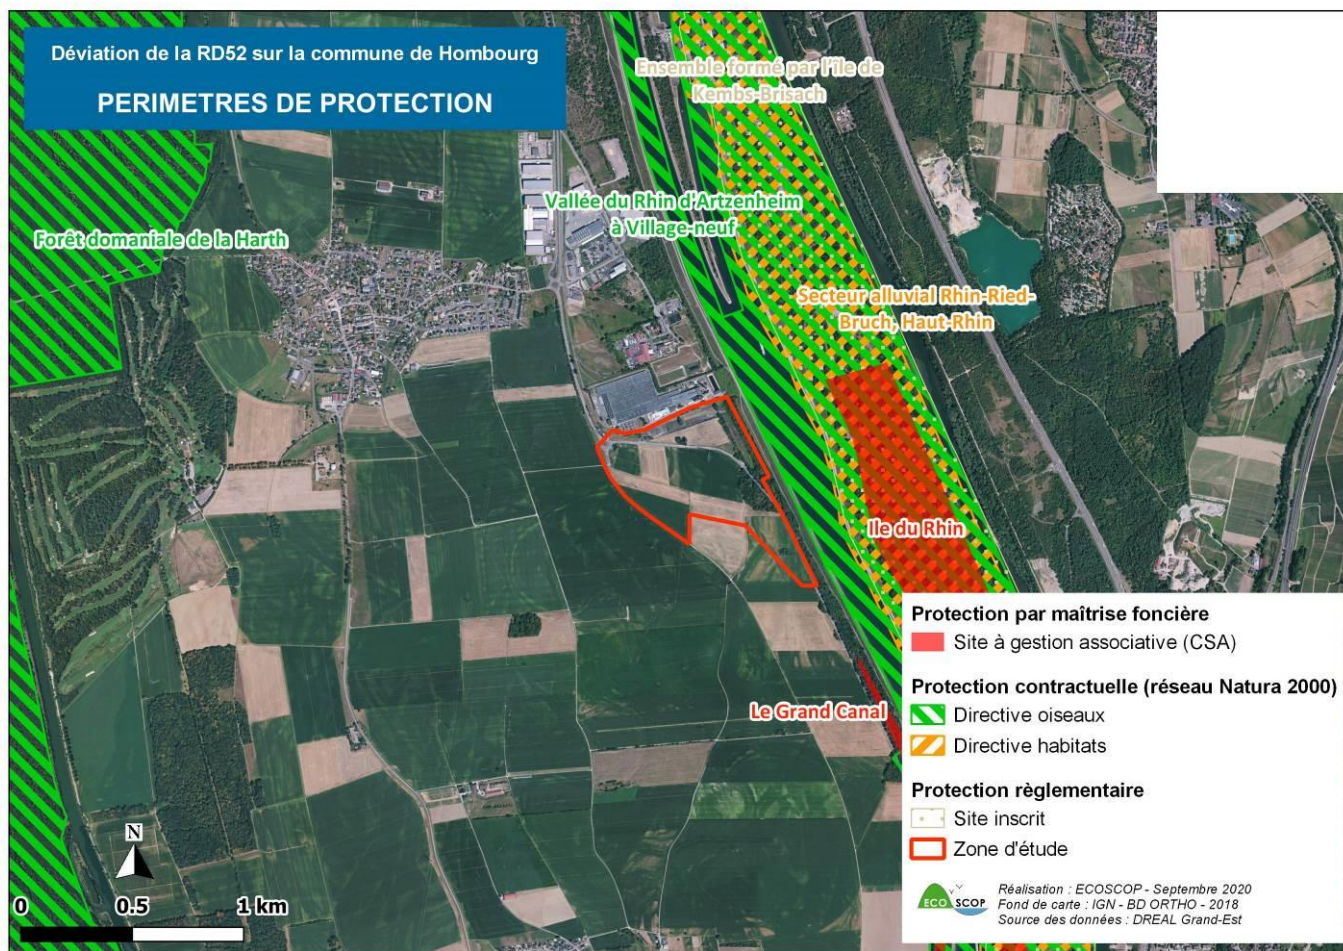 Déviation de la RD52 sur la commune de Hombourg
PERIMETRES DE PROTECTION
Ensemble formé par l'île de
Kembs-Brisach
Vallée du Rhin d'Artzenheim
à Village-neuf
Forêt domaniale de la Harth
Secteur alluvial Rhin-Ried-
Bruch, Haut-Rhin
Ile du Rhin
Le Grand Canal
Protection par maîtrise foncière
Site à gestion associative (CSA)
Protection contractuelle (réseau Natura 2000)
Directive oiseaux
Directive habitats
Protection règlementaire
Site inscrit
Zone d'étude
ECO SCOP
Réalisation : ECOSCOP - Septembre 2020
Fond de carte : IGN - BD ORTHO - 2018
Source des données : DREAL Grand-Est
N
0 0.5 1 km